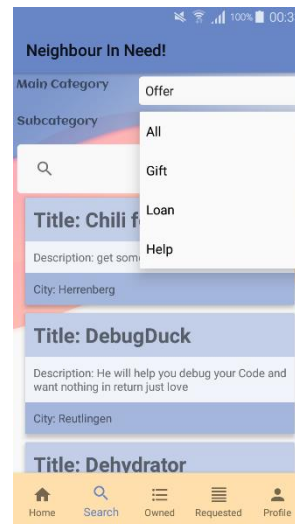 100% 00:3
Neighbour In Need!
Main Category
Offer
Subcategory
All
Gift
Loan
Help
Title: Chili f
Description: get som
City: Herrenberg
Title: DebugDuck
Description: He will help you debug your Code and
want nothing in return just love
City: Reutlingen
Title: Dehydrator
Home Search Owned Requested Profile